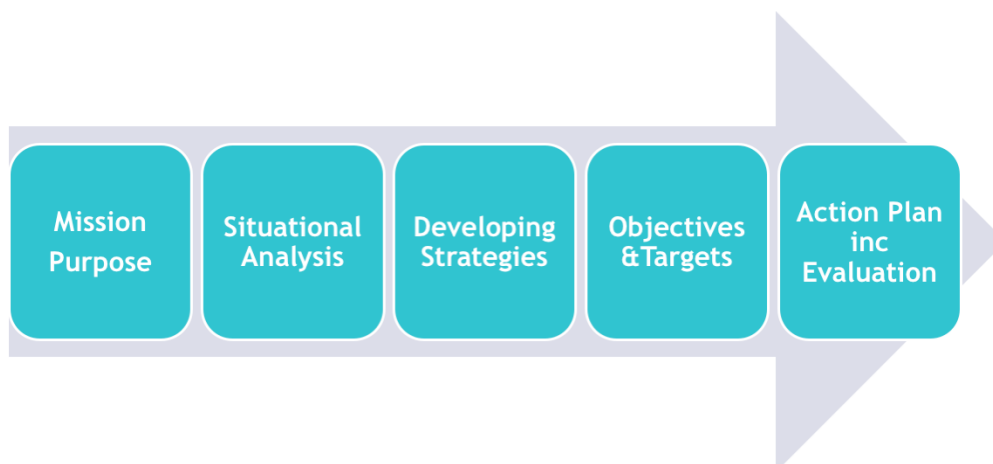 Mission
Purpose
Situational
Analysis
Developing
Strategies
Objectives
&Targets
Action Plan
inc
Evaluation